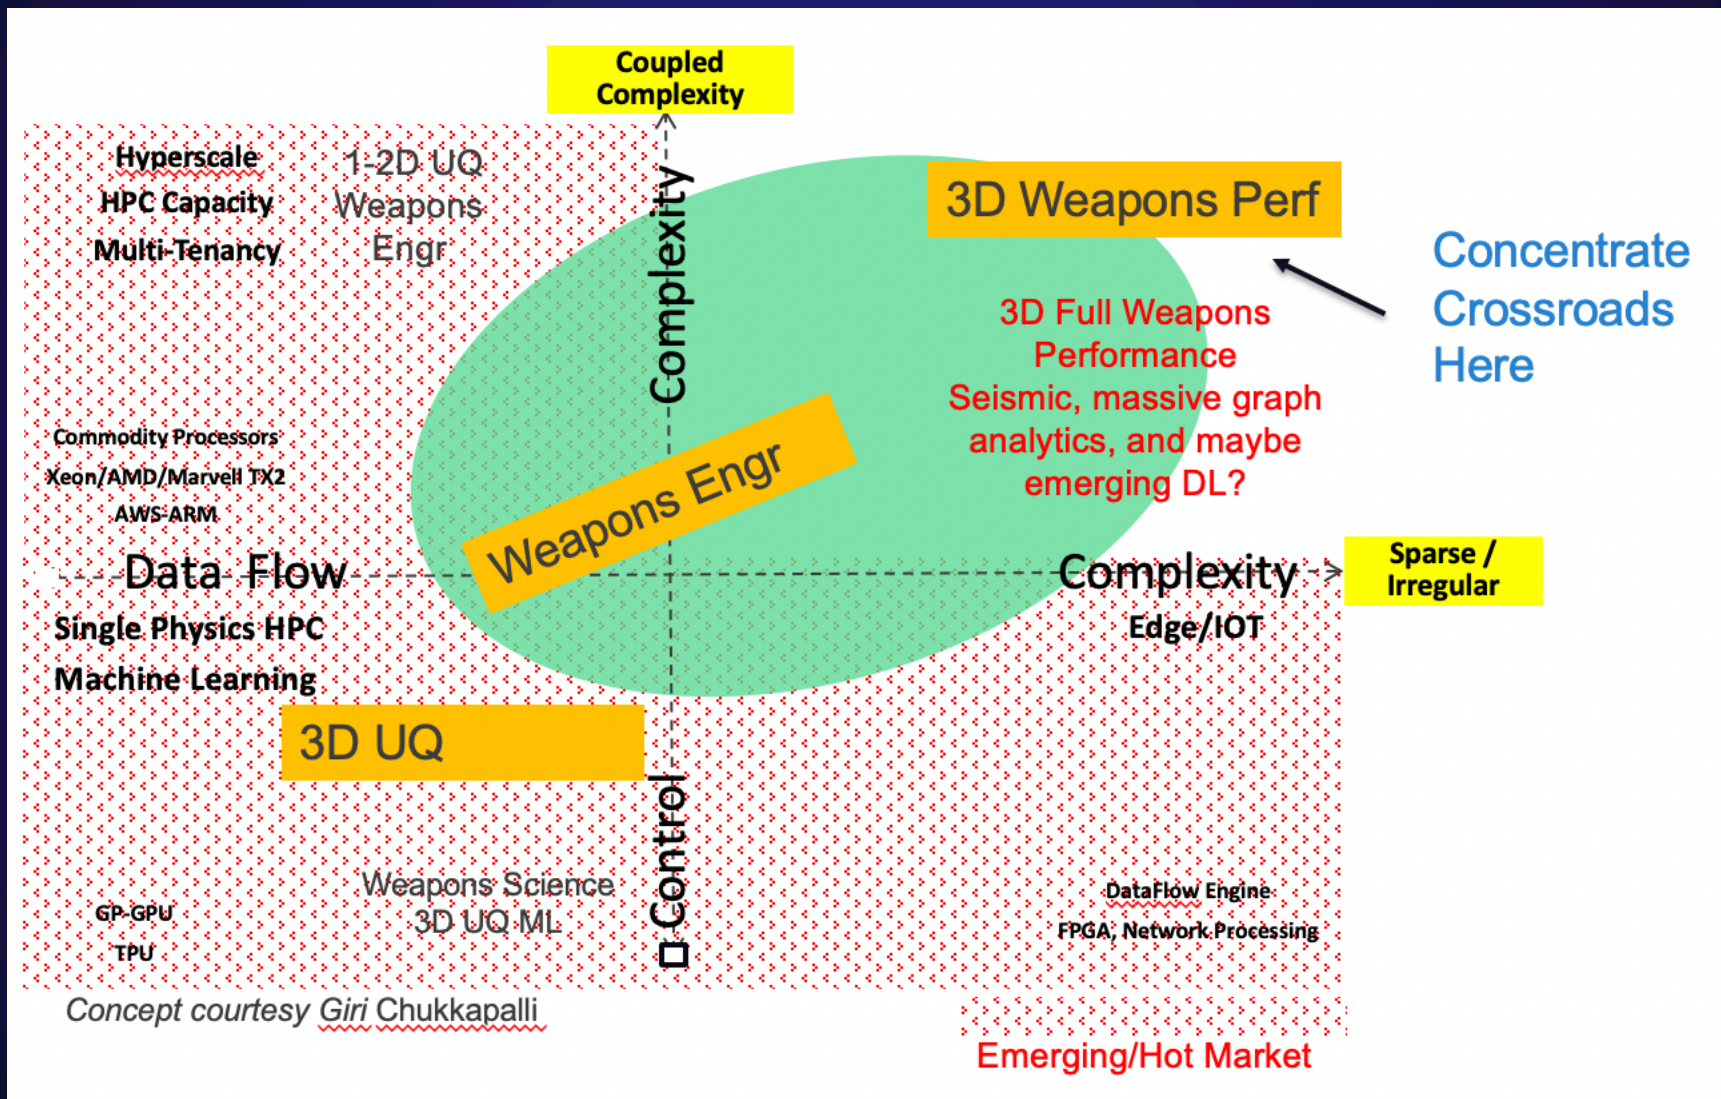 Coupled
Complexity
Hyperscale
HPC Capacity
Multi-Tenancy
1-2D UQ
Weapons
Engr
Complexity
3D Weapons Perf
Concentrate
Crossroads
Here
3D Full Weapons
Performance
Seismic, massive graph
analytics, and maybe
emerging DL?
Commodity Processors
Xeon/AMD/Marvell TX2
AWS-ARM
Weapons Engr
Data Flow
Complexity
Sparse /
Irregular
Single Physics HPC
Machine Learning
Edge/IOT
3D UQ
Control
Weapons Science
3D UQ ML
GP-GPU
TPU
DataFlow Engine
FPGA, Network Processing
Concept courtesy Giri Chukkapalli
Emerging/Hot Market